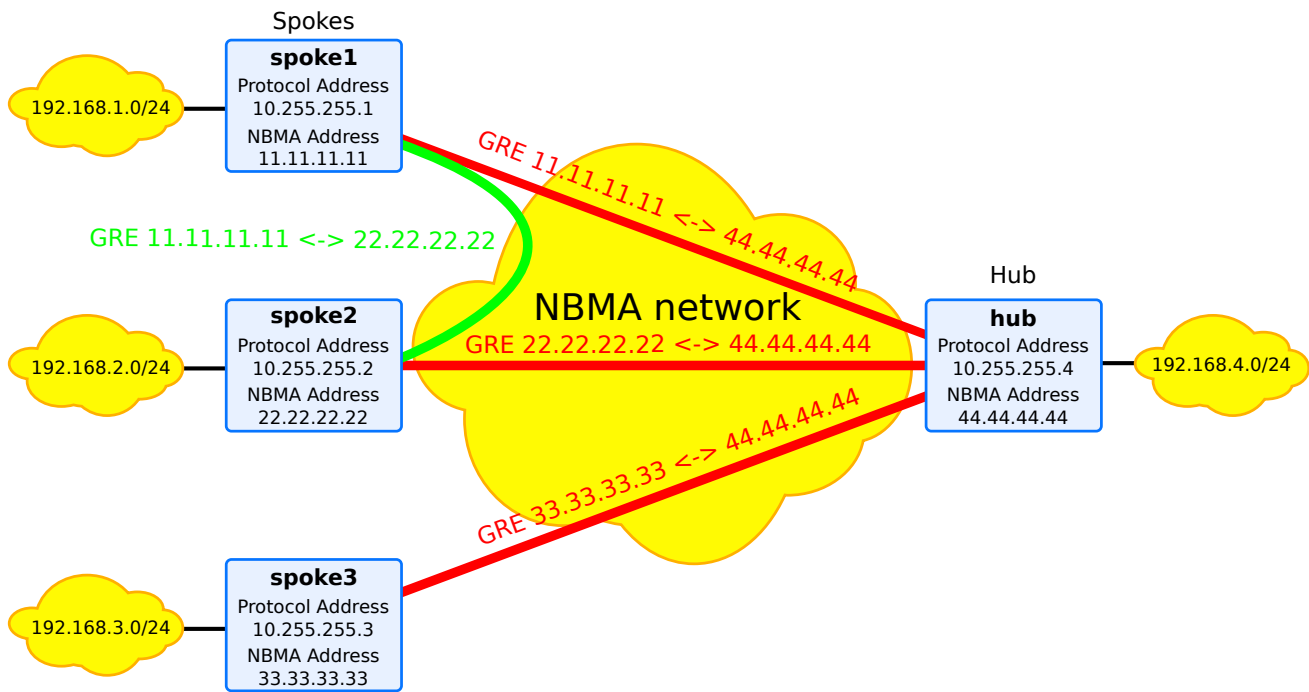 Spokes
spoke1
Protocol Address
10.255.255.1
NBMA Address
11.11.11.11
192.168.1.0/24
GRE 11.11.11.11 <-> 44.44.44.44
GRE 11.11.11.11 <-> 22.22.22.22
NBMA network
Hub
spoke2
Protocol Address
10.255.255.2
NBMA Address
22.22.22.22
192.168.2.0/24
GRE 22.22.22.22 <-> 44.44.44.44
hub
Protocol Address
10.255.255.4
NBMA Address
44.44.44.44
192.168.4.0/24
GRE 33.33.33.33 <-> 44.44.44.44
spoke3
Protocol Address
10.255.255.3
NBMA Address
33.33.33.33
192.168.3.0/24